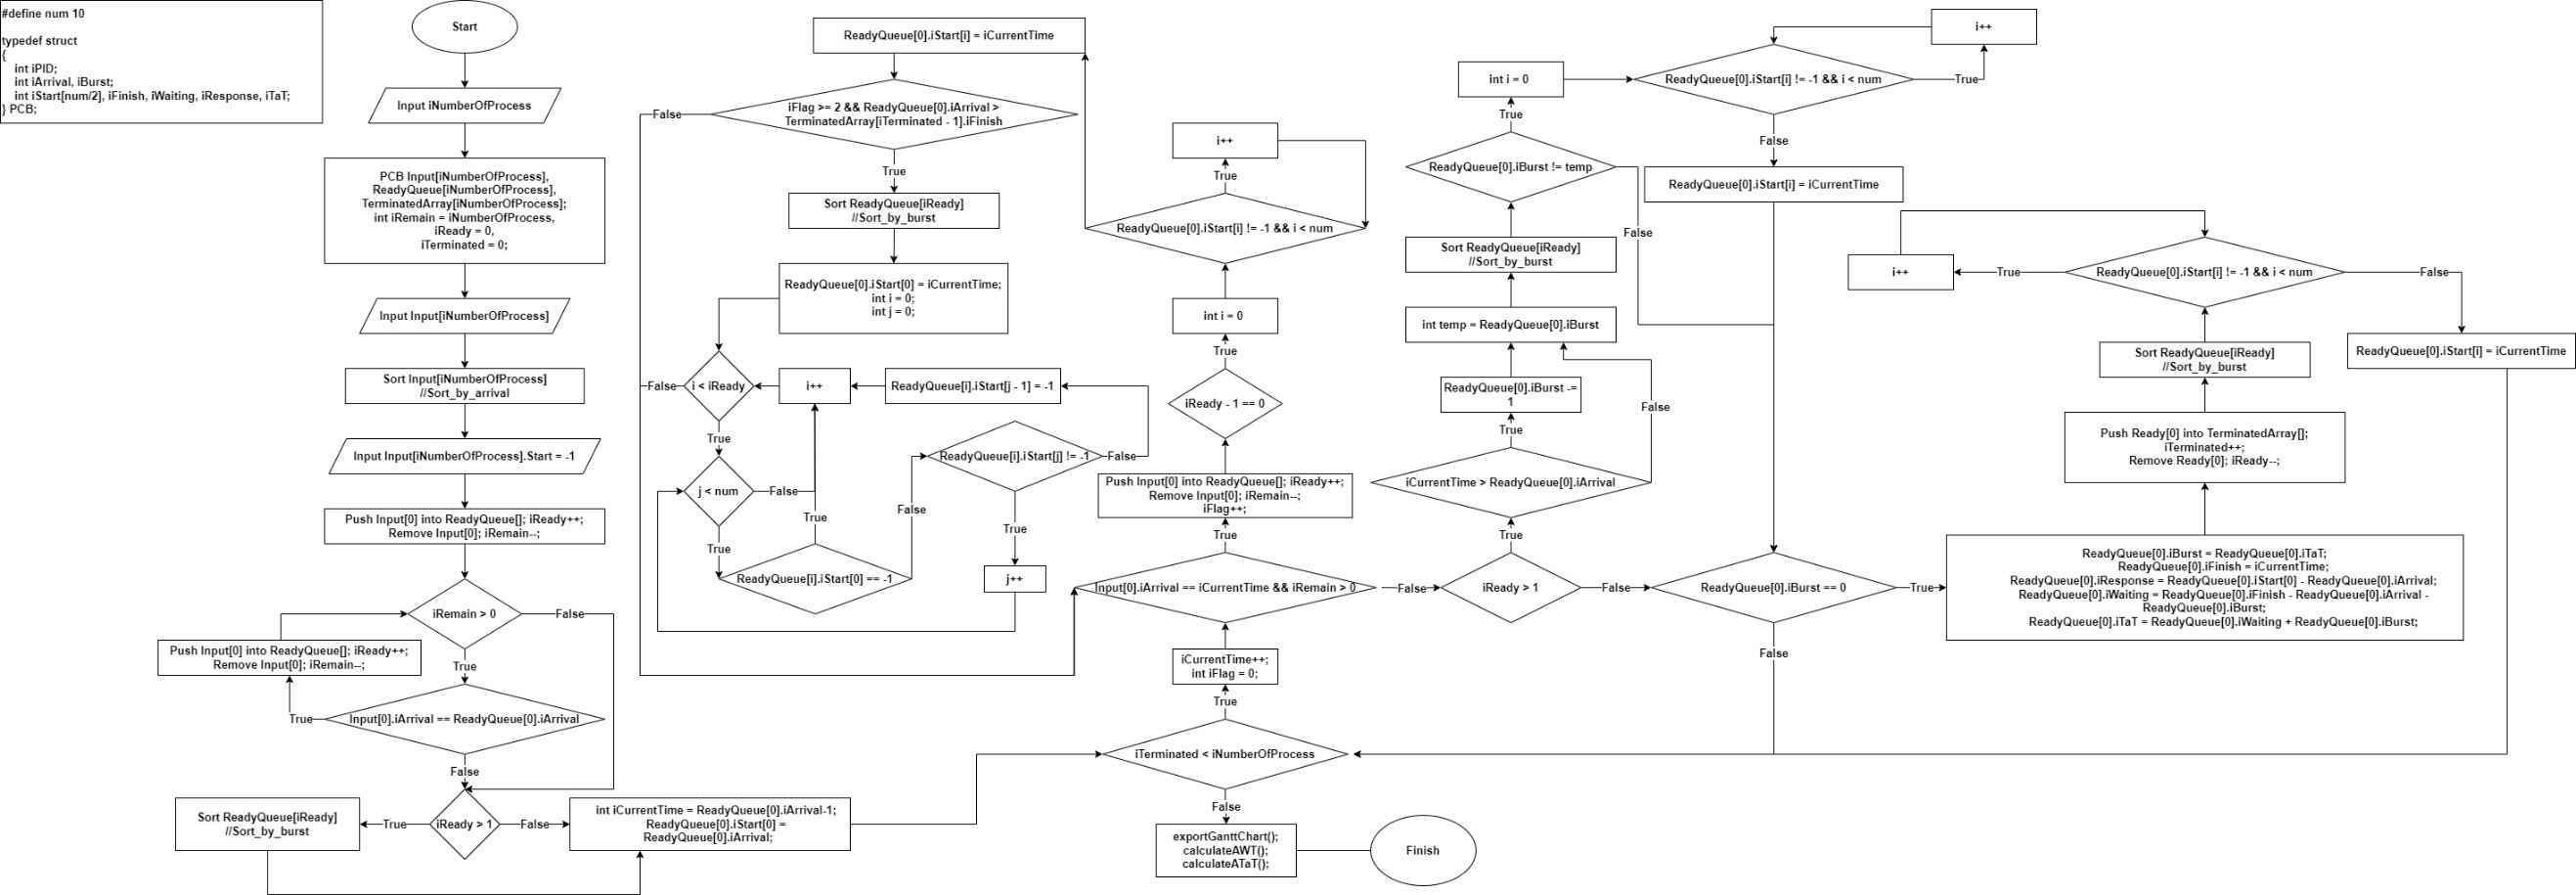 #define num 10
typedef struct
{
int iPID;
int iArrival, iBurst;
int iStart[num/2], iFinish, iWaiting, iResponse, iTaT;
} PCB;
Start
Input iNumberOfProcess
PCB Input[iNumberOfProcess],
ReadyQueue[iNumberOfProcess],
TerminatedArray[iNumberOfProcess];
int iRemain = iNumberOfProcess,
iReady = 0,
iTerminated = 0;
Input Input[iNumberOfProcess]
Sort Input[iNumberOfProcess]
//Sort_by_arrival
Input Input[iNumberOfProcess].Start = -1
Push Input[0] into ReadyQueue[]; iReady++;
Remove Input[0]; iRemain--;
iRemain > 0
False
Push Input[0] into ReadyQueue[]; iReady++;
Remove Input[0]; iRemain--;
True
True
Input[0].iArrival == ReadyQueue[0].iArrival
False
Sort ReadyQueue[iReady]
//Sort_by_burst
True
iReady > 1
False
int iCurrentTime = ReadyQueue[0].iArrival-1;
ReadyQueue[0].iStart[0] =
ReadyQueue[0].iArrival;
ReadyQueue[0].iStart[i] = iCurrentTime
False
iFlag >= 2 && ReadyQueue[0].iArrival >
TerminatedArray[iTerminated - 1].iFinish
True
Sort ReadyQueue[iReady]
//Sort_by_burst
ReadyQueue[0].iStart[0] = iCurrentTime;
int i = 0;
int j = 0;
False
i < iReady
i++
ReadyQueue[i].iStart[j - 1] = -1
True
j < num
False
ReadyQueue[i].iStart[j] != -1
False
True
True
False
True
ReadyQueue[i].iStart[0] == -1
j++
i++
True
ReadyQueue[0].iStart[i] != -1 && i < num
int i = 0
True
iReady - 1 == 0
Push Input[0] into ReadyQueue[]; iReady++;
Remove Input[0]; iRemain--;
iFlag++;
True
Input[0].iArrival == iCurrentTime && iRemain > 0
False
iCurrentTime++;
int iFlag = 0;
True
iTerminated < iNumberOfProcess
False
exportGanttChart();
calculateAWT();
calculateATaT();
Finish
i++
int i = 0
ReadyQueue[0].iStart[i] != -1 && i < num
True
True
False
ReadyQueue[0].iBurst != temp
ReadyQueue[0].iStart[i] = iCurrentTime
False
Sort ReadyQueue[iReady]
//Sort_by_burst
int temp = ReadyQueue[0].iBurst
ReadyQueue[0].iBurst -=
1
False
True
iCurrentTime > ReadyQueue[0].iArrival
True
iReady > 1
False
ReadyQueue[0].iBurst == 0
True
False
ReadyQueue[0].iBurst = ReadyQueue[0].iTaT;
ReadyQueue[0].iFinish = iCurrentTime;
ReadyQueue[0].iResponse = ReadyQueue[0].iStart[0] - ReadyQueue[0].iArrival;
ReadyQueue[0].iWaiting = ReadyQueue[0].iFinish - ReadyQueue[0].iArrival -
ReadyQueue[0].iBurst;
ReadyQueue[0].iTaT = ReadyQueue[0].iWaiting + ReadyQueue[0].iBurst;
Push Ready[0] into TerminatedArray[];
iTerminated++;
Remove Ready[0]; iReady--;
Sort ReadyQueue[iReady]
//Sort_by_burst
i++
True
ReadyQueue[0].iStart[i] != -1 && i < num
False
ReadyQueue[0].iStart[i] = iCurrentTime